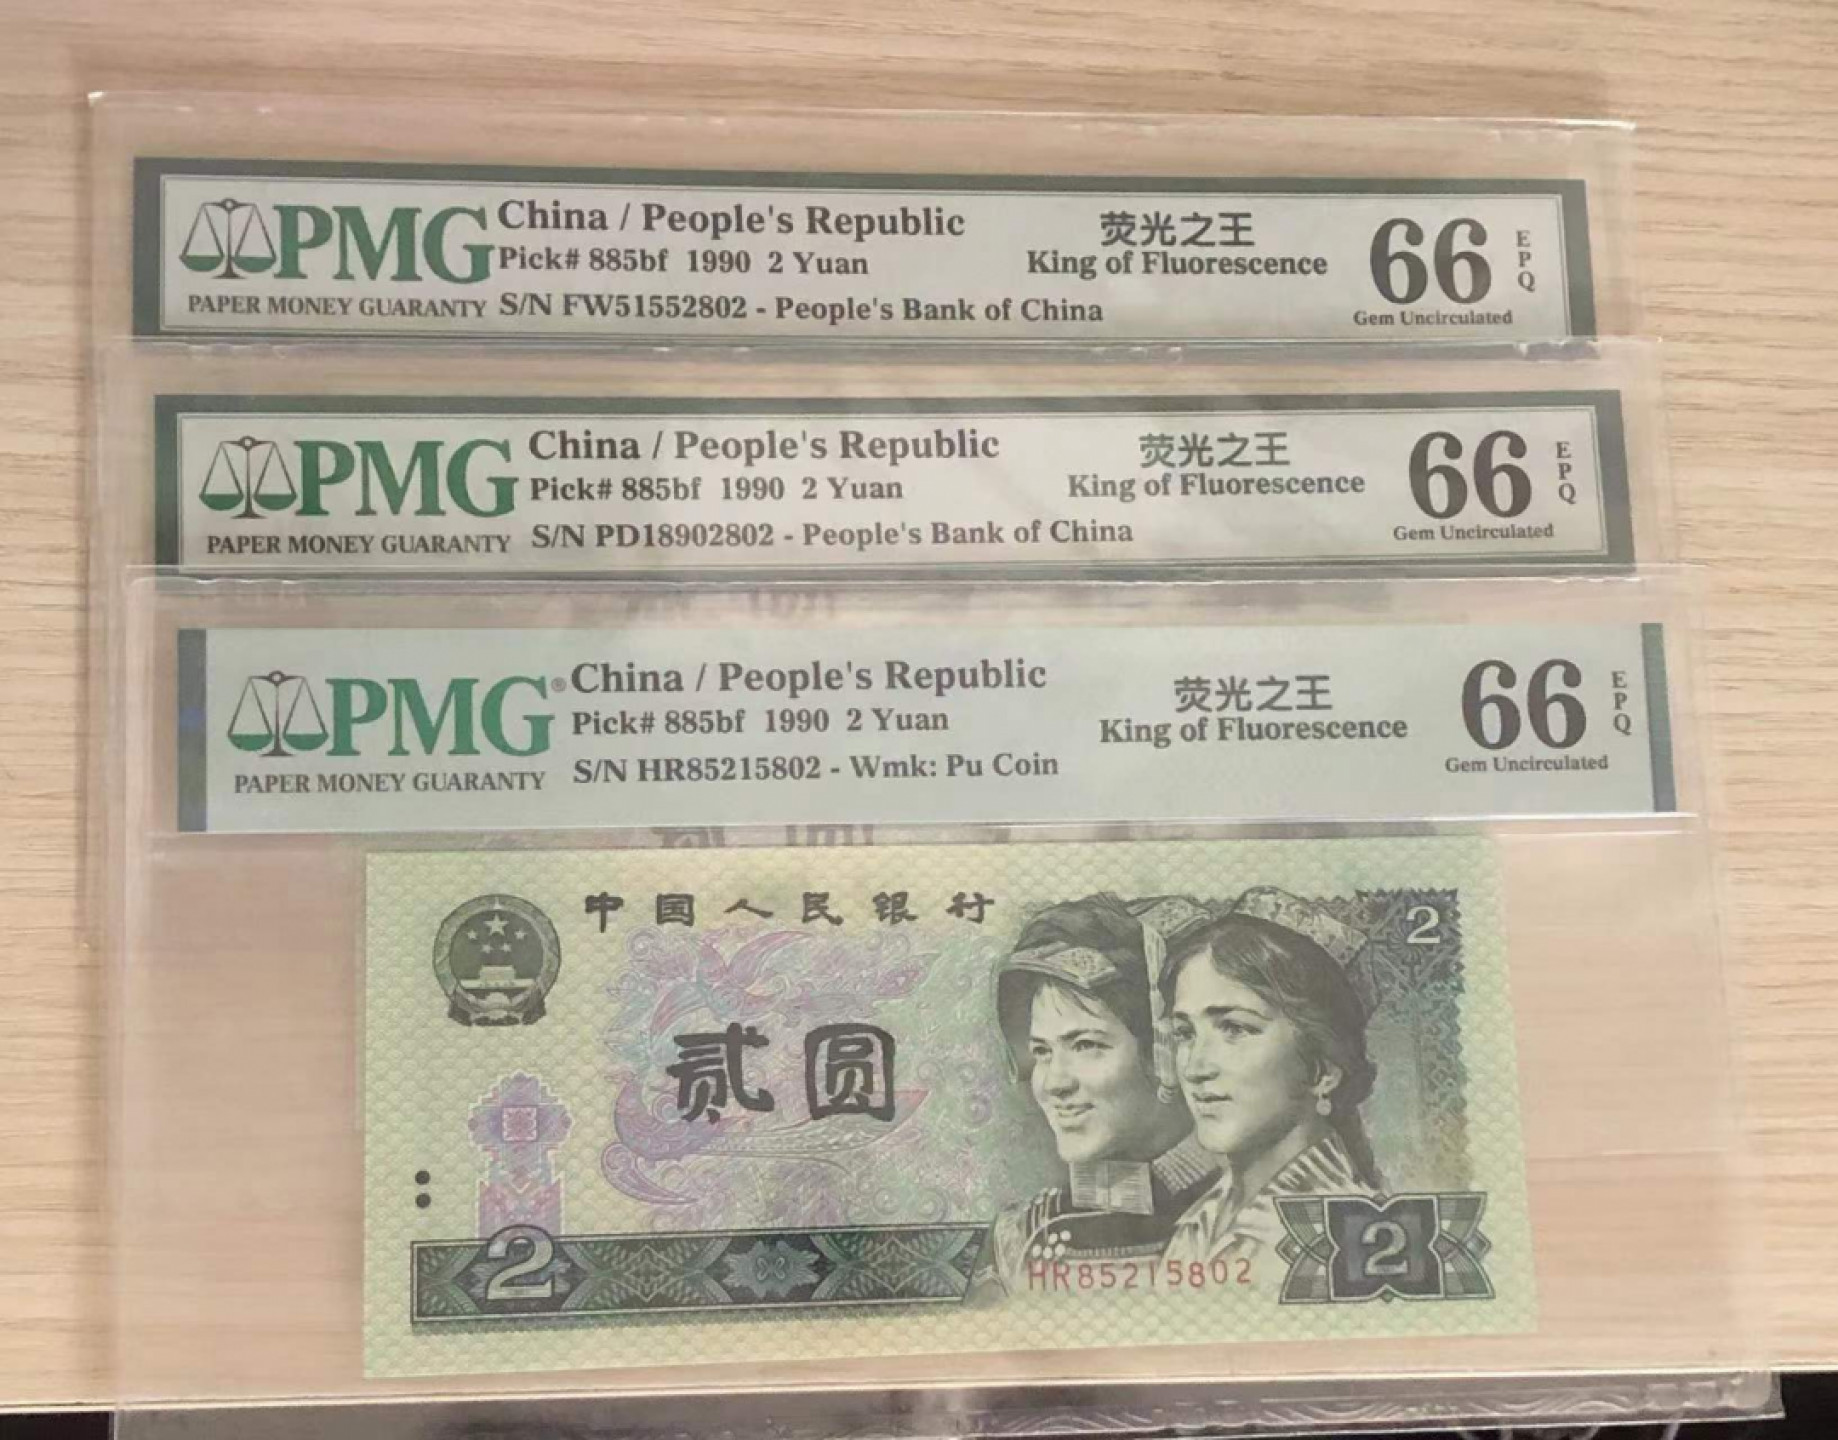 PMG China / People's Republic 荧光之王 66 EPQ
Pick# 885bf 1990 2 Yuan King of Fluorescence
PAPER MONEY GUARANTY S/N FW51552802 - People's Bank of China Gem Uncirculated
PMG China / People's Republic 荧光之王 66 EPQ
Pick# 885bf 1990 2 Yuan King of Fluorescence
PAPER MONEY GUARANTY S/N PD18902802 - People's Bank of China Gem Uncirculated
PMG® China / People's Republic 荧光之王 66 EPQ
Pick# 885bf 1990 2 Yuan King of Fluorescence
PAPER MONEY GUARANTY S/N HR85215802 - Wmk: Pu Coin Gem Uncirculated
中国人民银行 2
贰圆
2 HR85215802 2